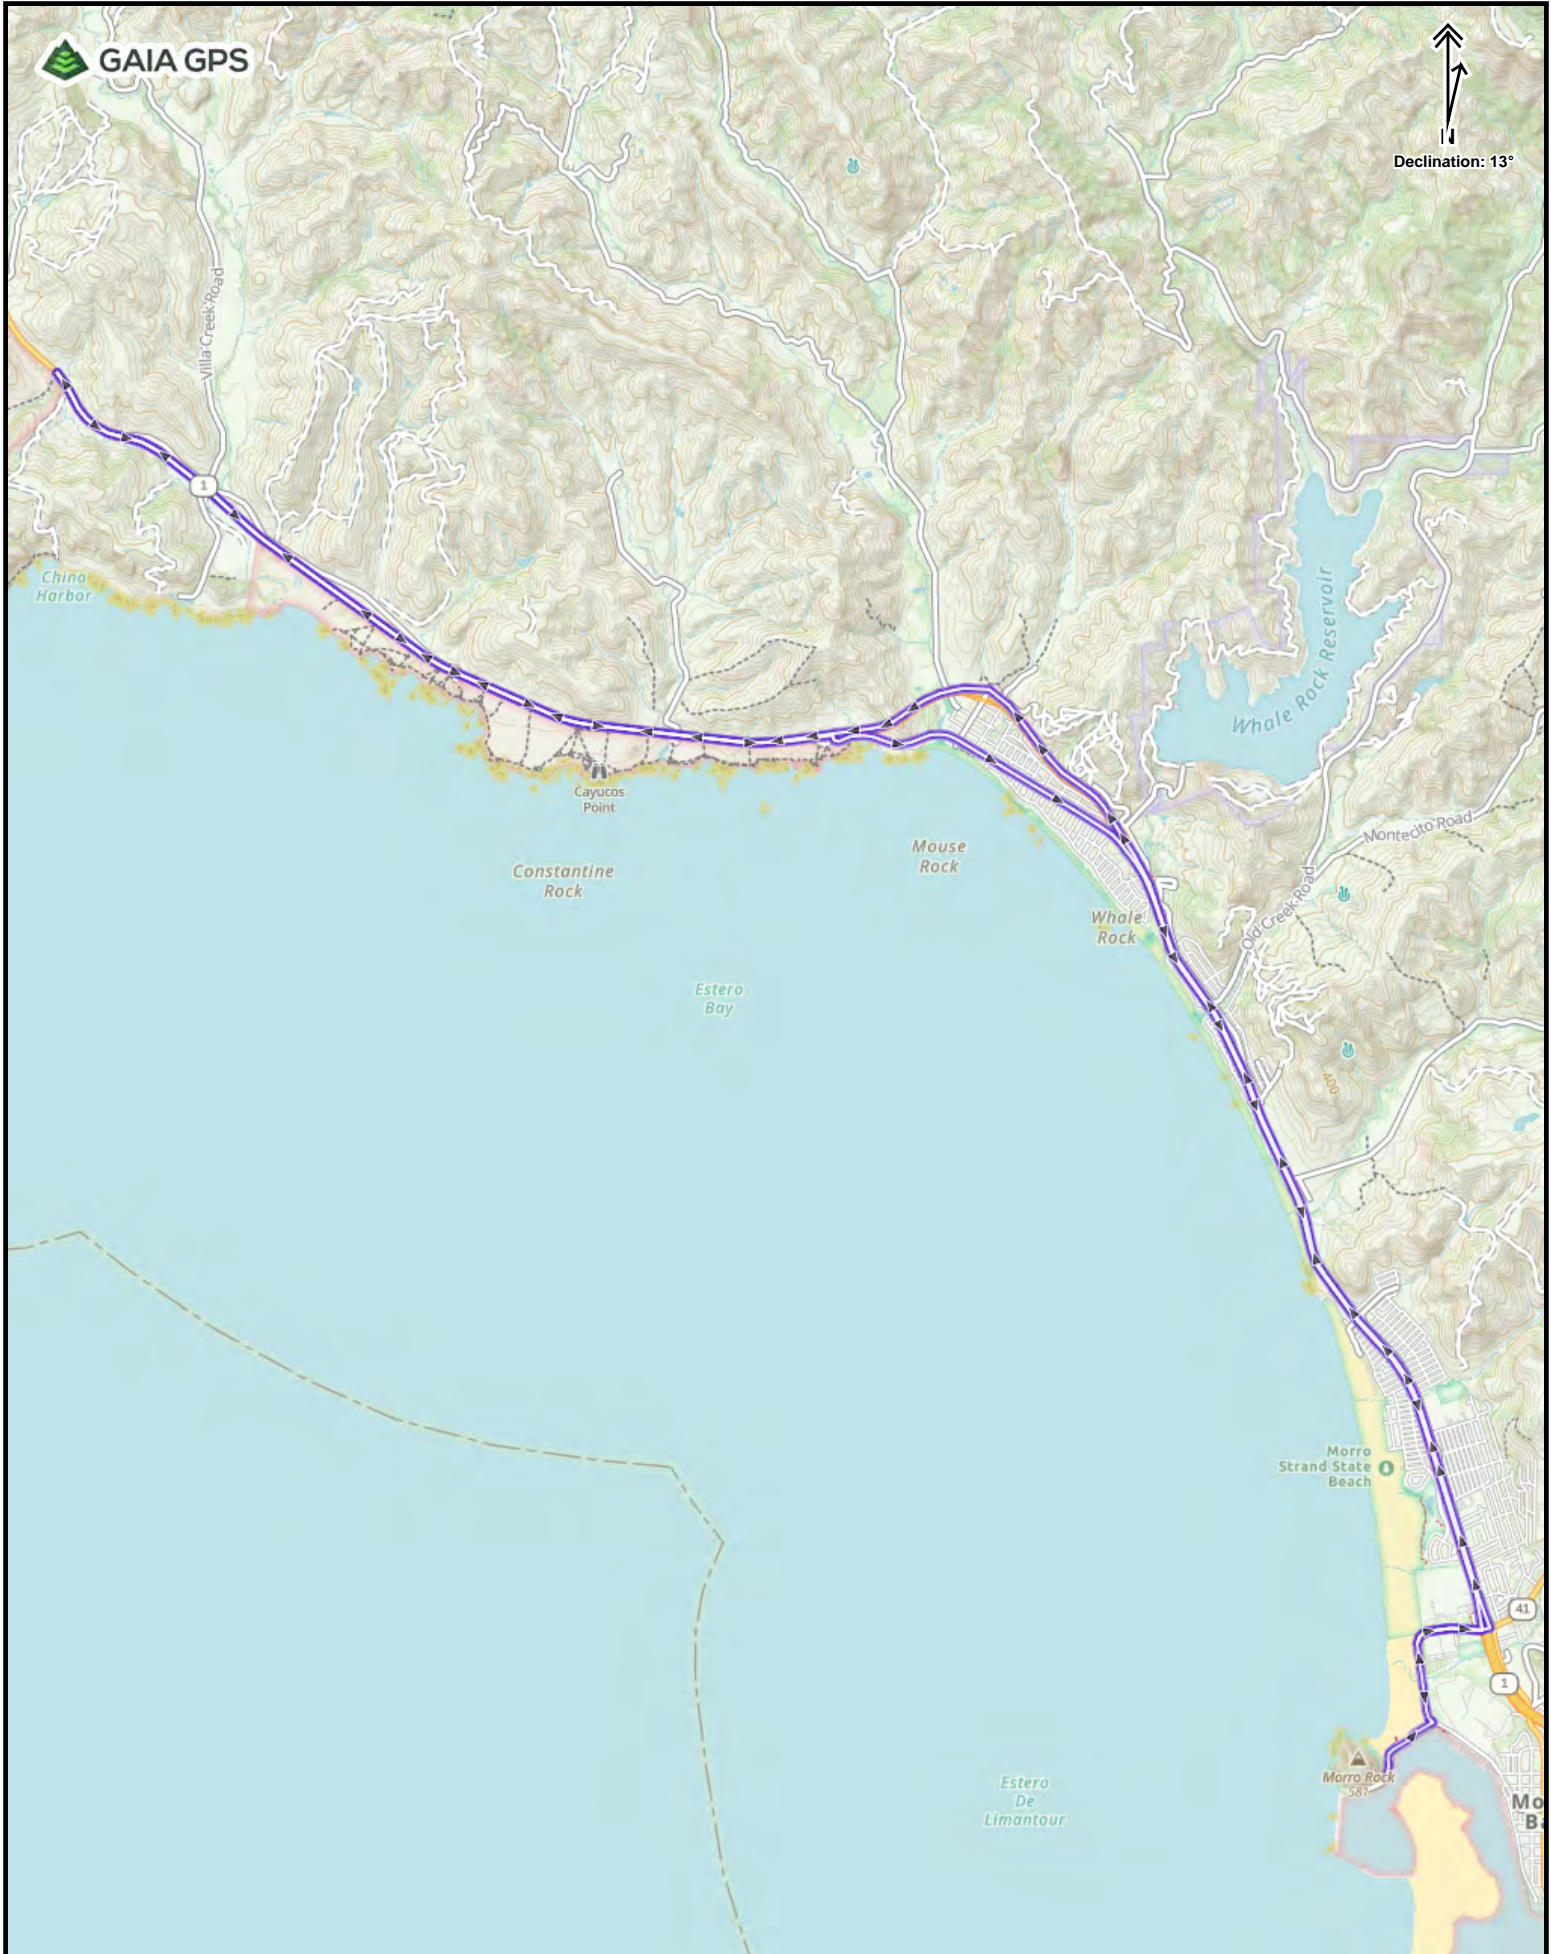 GAIA GPS
N
Declination: 13°
Villa Creek Road
1
China
Harbor
Whale Rock Reservoir
Cayucos
Point
Montecito Road
Mouse
Rock
Constantine
Rock
Old Creek Road
Whale
Rock
Estero
Bay
400
Morro
Strand State
Beach
41
1
Morro Rock
581
Estero
De
Limantour
Mo
B